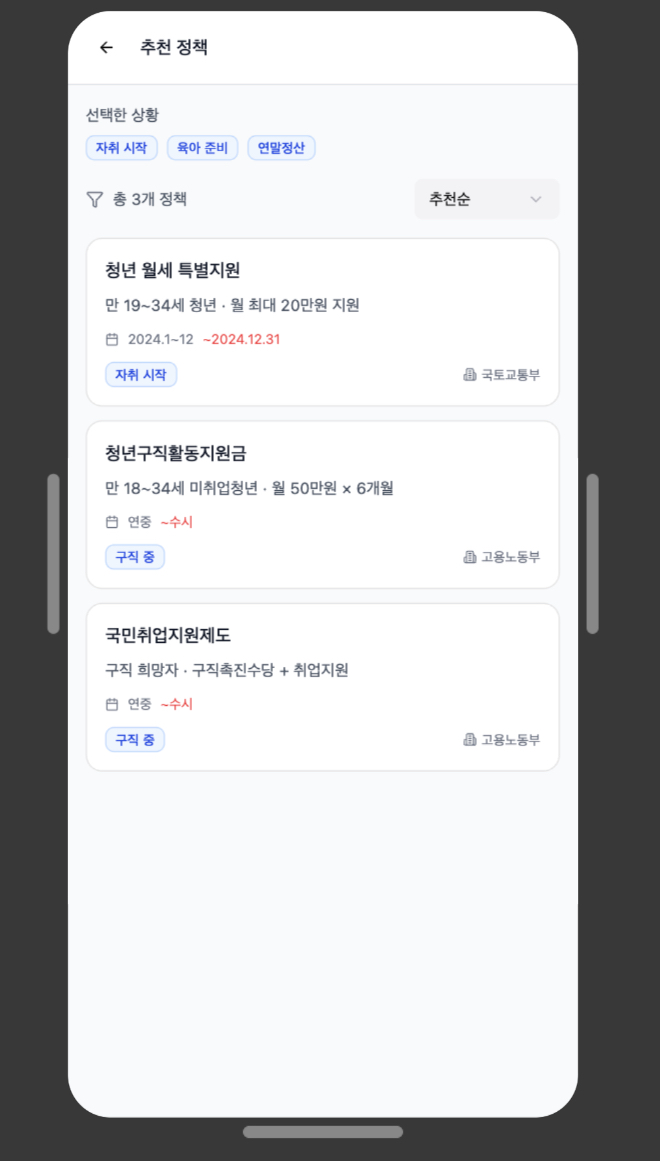 추천 정책
선택한 상황
자취 시작 육아 준비 연말정산
총 3개 정책 추천순
청년 월세 특별지원
만 19~34세 청년 · 월 최대 20만원 지원
2024.1~12 ~2024.12.31
자취 시작 국토교통부
청년구직활동지원금
만 18~34세 미취업청년 · 월 50만원 × 6개월
연중 ~수시
구직 중 고용노동부
국민취업지원제도
구직 희망자 · 구직촉진수당 + 취업지원
연중 ~수시
구직 중 고용노동부